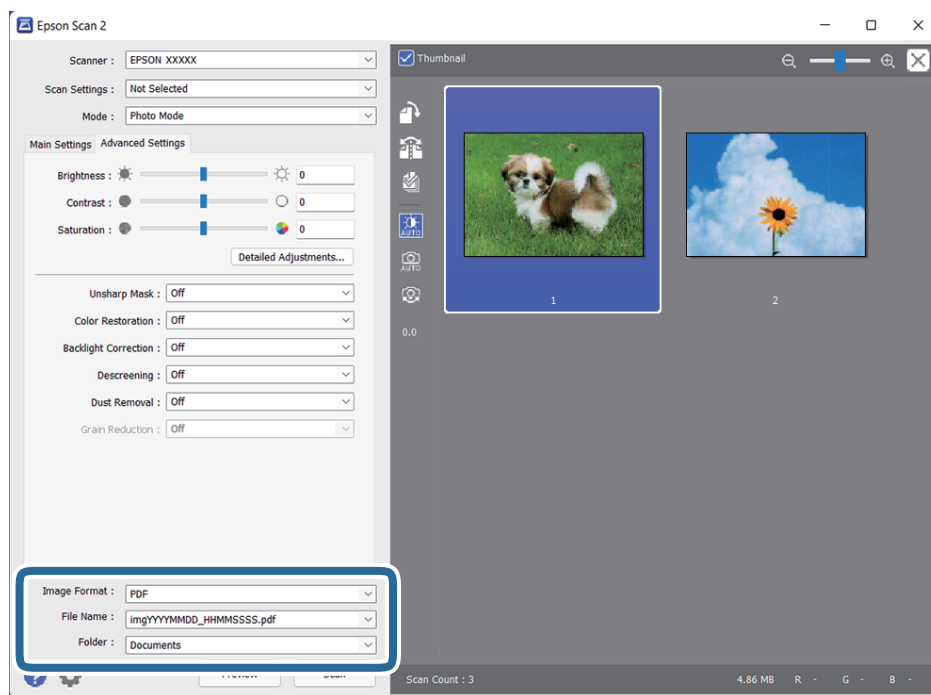 Epson Scan 2
Scanner : EPSON XXXXX
Scan Settings : Not Selected
Mode : Photo Mode
Main Settings Advanced Settings
Brightness : 0
Contrast : 0
Saturation : 0
Detailed Adjustments...
Unsharp Mask : Off
Color Restoration : Off
Backlight Correction : Off
Descreening : Off
Dust Removal : Off
Grain Reduction : Off
Image Format : PDF
File Name : imgYYYYMMDD_HHMMSSSS.pdf
Folder : Documents
Thumbnail
AUTO
AUTO
0.0
1
2
Scan Count : 3
4.86 MB R - G - B -